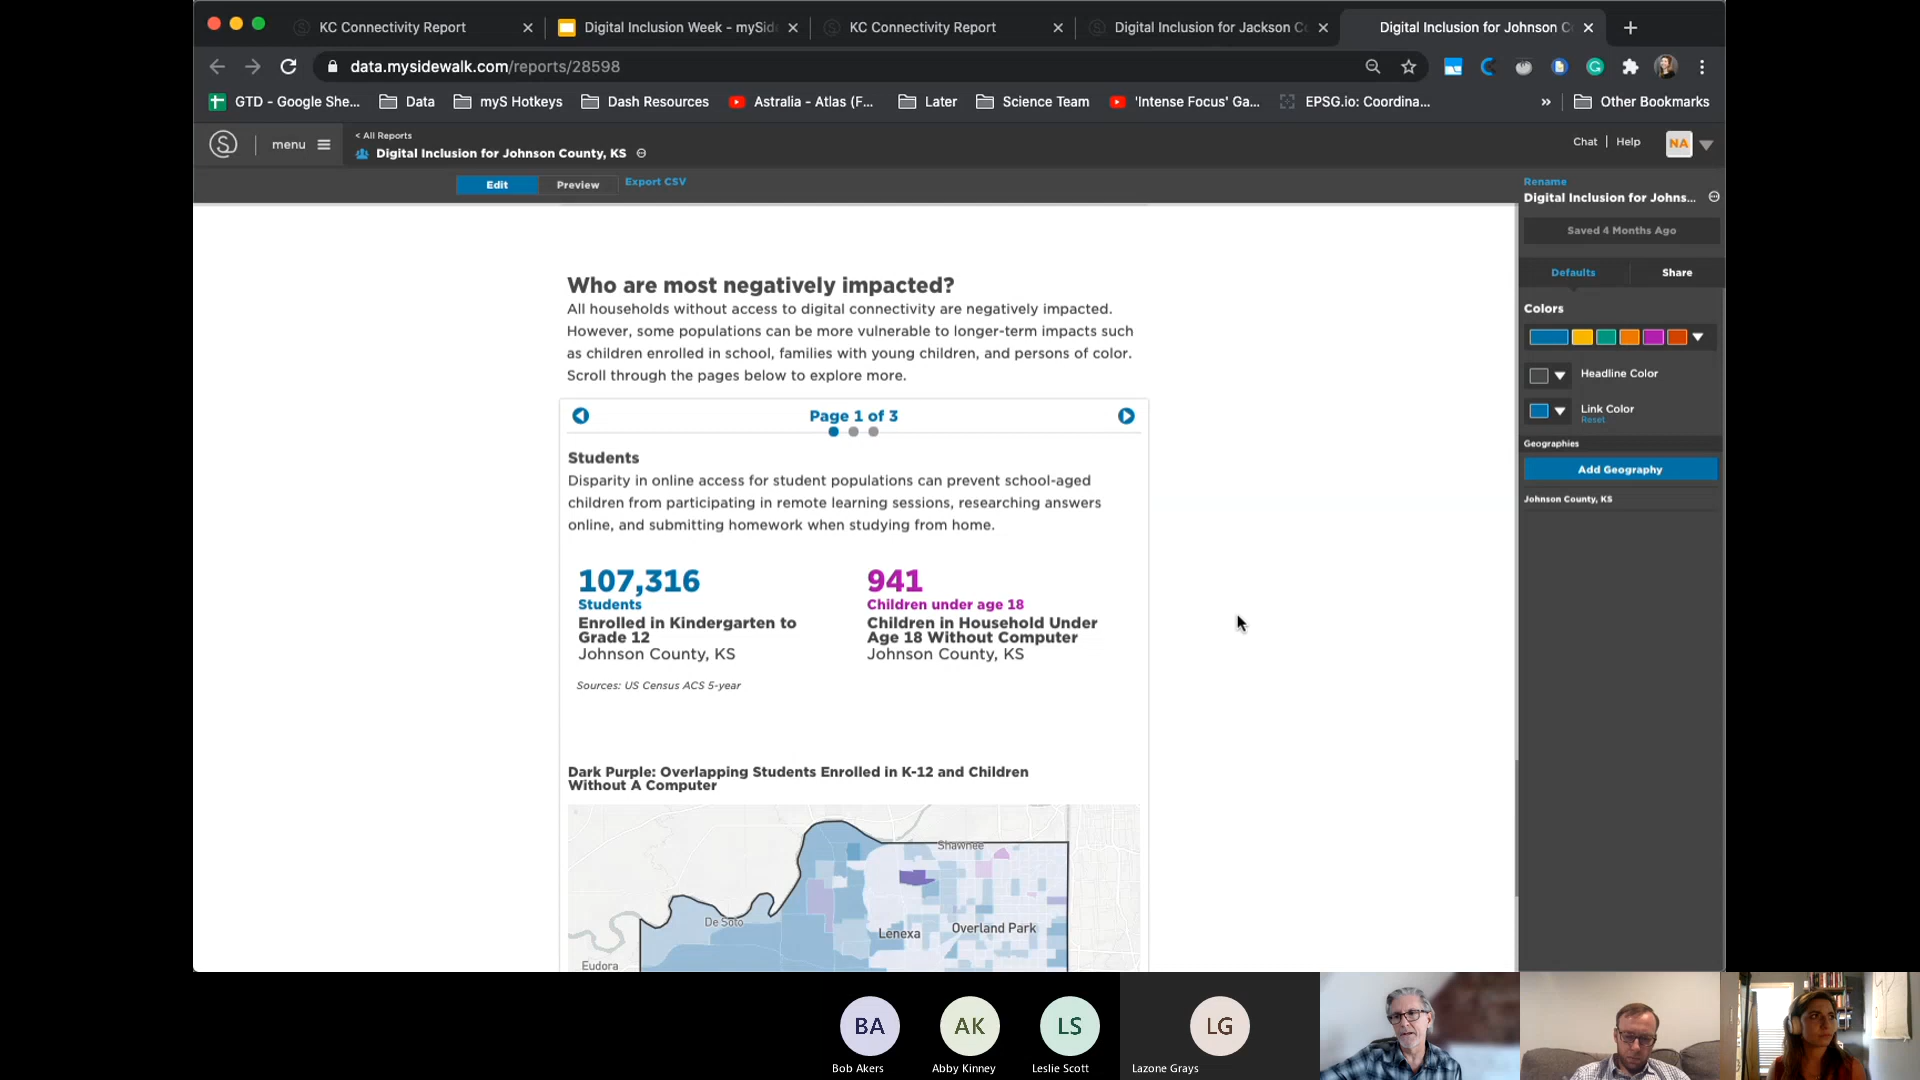 KC Connectivity Report
Digital Inclusion Week - mySid
KC Connectivity Report
Digital Inclusion for Jackson C
Digital Inclusion for Johnson C
data.mysidewalk.com/reports/28598
GTD - Google She...
Data
myS Hotkeys
Dash Resources
Astralia - Atlas (F...
Later
Science Team
'Intense Focus' Ga...
EPSG.io: Coordina...
»
Other Bookmarks
menu
< All Reports
Digital Inclusion for Johnson County, KS
Chat | Help
NA
Edit
Preview
Export CSV
Rename
Digital Inclusion for Johns...
Saved 4 Months Ago
Defaults
Share
Colors
Headline Color
Link Color
Reset
Geographies
Add Geography
Johnson County, KS
Who are most negatively impacted?
All households without access to digital connectivity are negatively impacted.
However, some populations can be more vulnerable to longer-term impacts such
as children enrolled in school, families with young children, and persons of color.
Scroll through the pages below to explore more.
Page 1 of 3
Students
Disparity in online access for student populations can prevent school-aged
children from participating in remote learning sessions, researching answers
online, and submitting homework when studying from home.
107,316
Students
Enrolled in Kindergarten to
Grade 12
Johnson County, KS
941
Children under age 18
Children in Household Under
Age 18 Without Computer
Johnson County, KS
Sources: US Census ACS 5-year
Dark Purple: Overlapping Students Enrolled in K-12 and Children
Without A Computer
Shawnee
De Soto
Lenexa
Overland Park
Eudora
BA
AK
LS
LG
Bob Akers
Abby Kinney
Leslie Scott
Lazone Grays